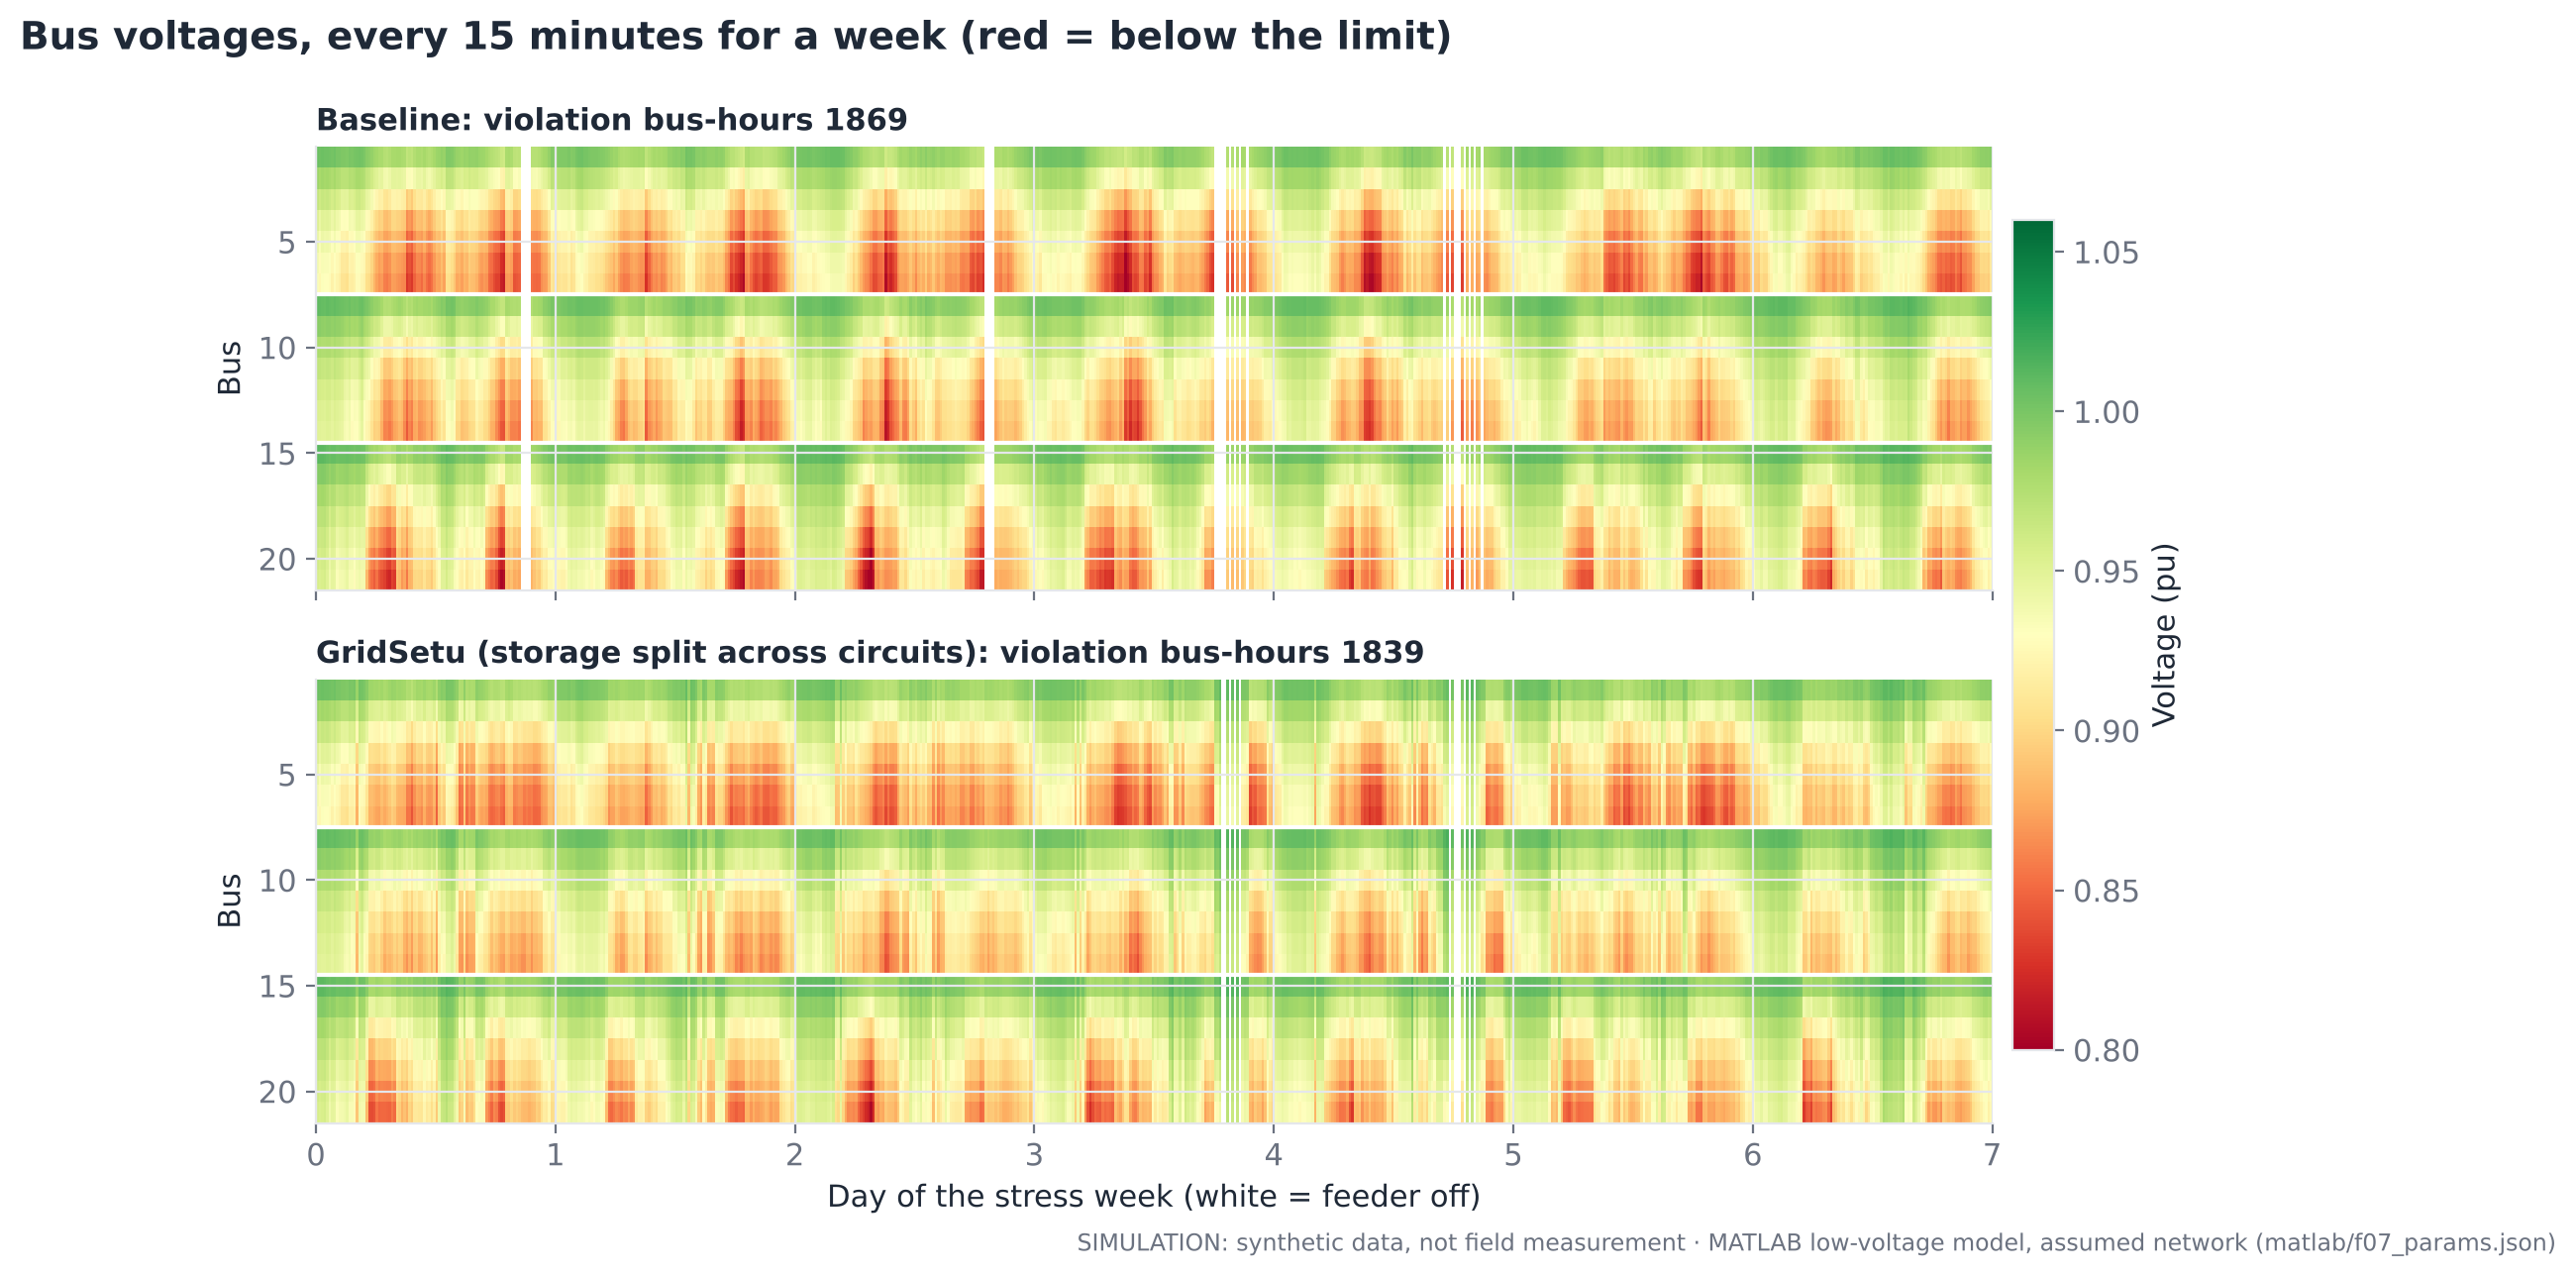 Bus voltages, every 15 minutes for a week (red = below the limit)
Baseline: violation bus-hours 1869
Bus
5
10
15
20
GridSetu (storage split across circuits): violation bus-hours 1839
Bus
5
10
15
20
0 1 2 3 4 5 6 7
Day of the stress week (white = feeder off)
1.05
1.00
0.95
0.90
0.85
0.80
Voltage (pu)
SIMULATION: synthetic data, not field measurement · MATLAB low-voltage model, assumed network (matlab/f07_params.json)